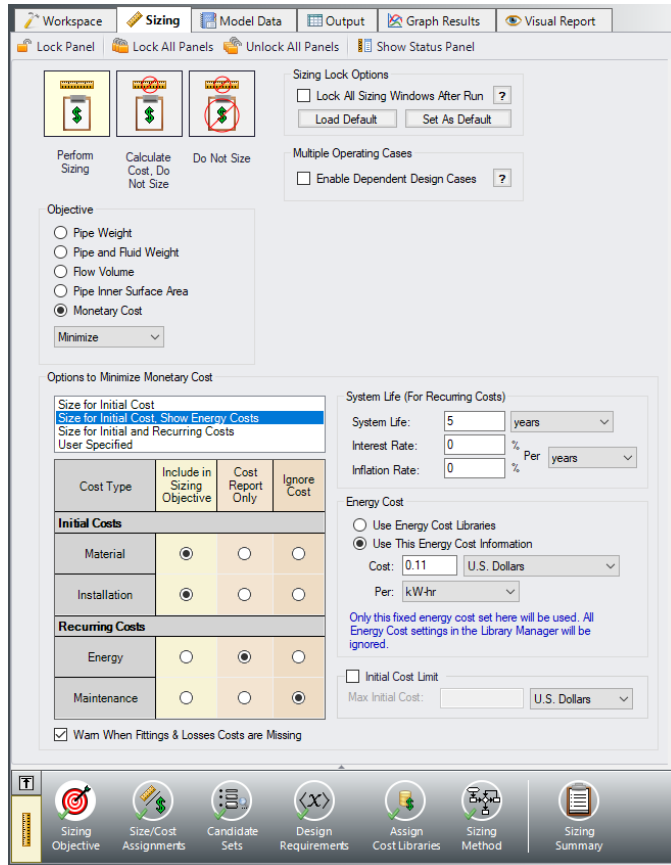 Workspace Sizing Model Data Output Graph Results Visual Report
Lock Panel Lock All Panels Unlock All Panels Show Status Panel
Perform
Sizing
Calculate
Cost, Do
Not Size
Do Not Size
Sizing Lock Options
Lock All Sizing Windows After Run ?
Load Default Set As Default
Multiple Operating Cases
Enable Dependent Design Cases ?
Objective
Pipe Weight
Pipe and Fluid Weight
Flow Volume
Pipe Inner Surface Area
Monetary Cost
Minimize
Options to Minimize Monetary Cost
Size for Initial Cost
Size for Initial Cost, Show Energy Costs
Size for Initial and Recurring Costs
User Specified
Cost Type
Include in
Sizing
Objective
Cost
Report
Only
Ignore
Cost
Initial Costs
Material
Installation
Recurring Costs
Energy
Maintenance
Warn When Fittings & Losses Costs are Missing
System Life (For Recurring Costs)
System Life: 5 years
Interest Rate: 0 %
Per years
Inflation Rate: 0 %
Energy Cost
Use Energy Cost Libraries
Use This Energy Cost Information
Cost: 0.11 U.S. Dollars
Per: kW-hr
Only this fixed energy cost set here will be used. All
Energy Cost settings in the Library Manager will be
ignored.
Initial Cost Limit
Max Initial Cost: U.S. Dollars
Sizing
Objective
Size/Cost
Assignments
Candidate
Sets
Design
Requirements
Assign
Cost Libraries
Sizing
Method
Sizing
Summary